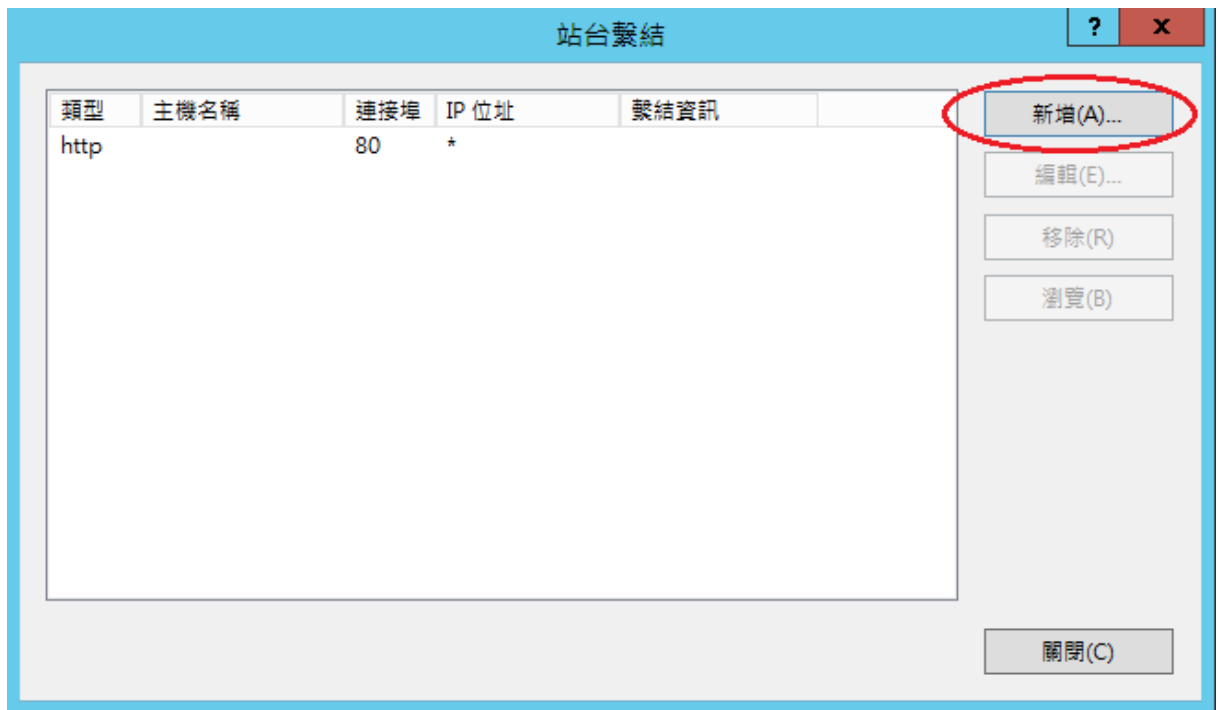 站台繫結
? x
類型 主機名稱 連接埠 IP 位址 繫結資訊
http 80 *
新增(A)...
編輯(E)...
移除(R)
瀏覽(B)
關閉(C)